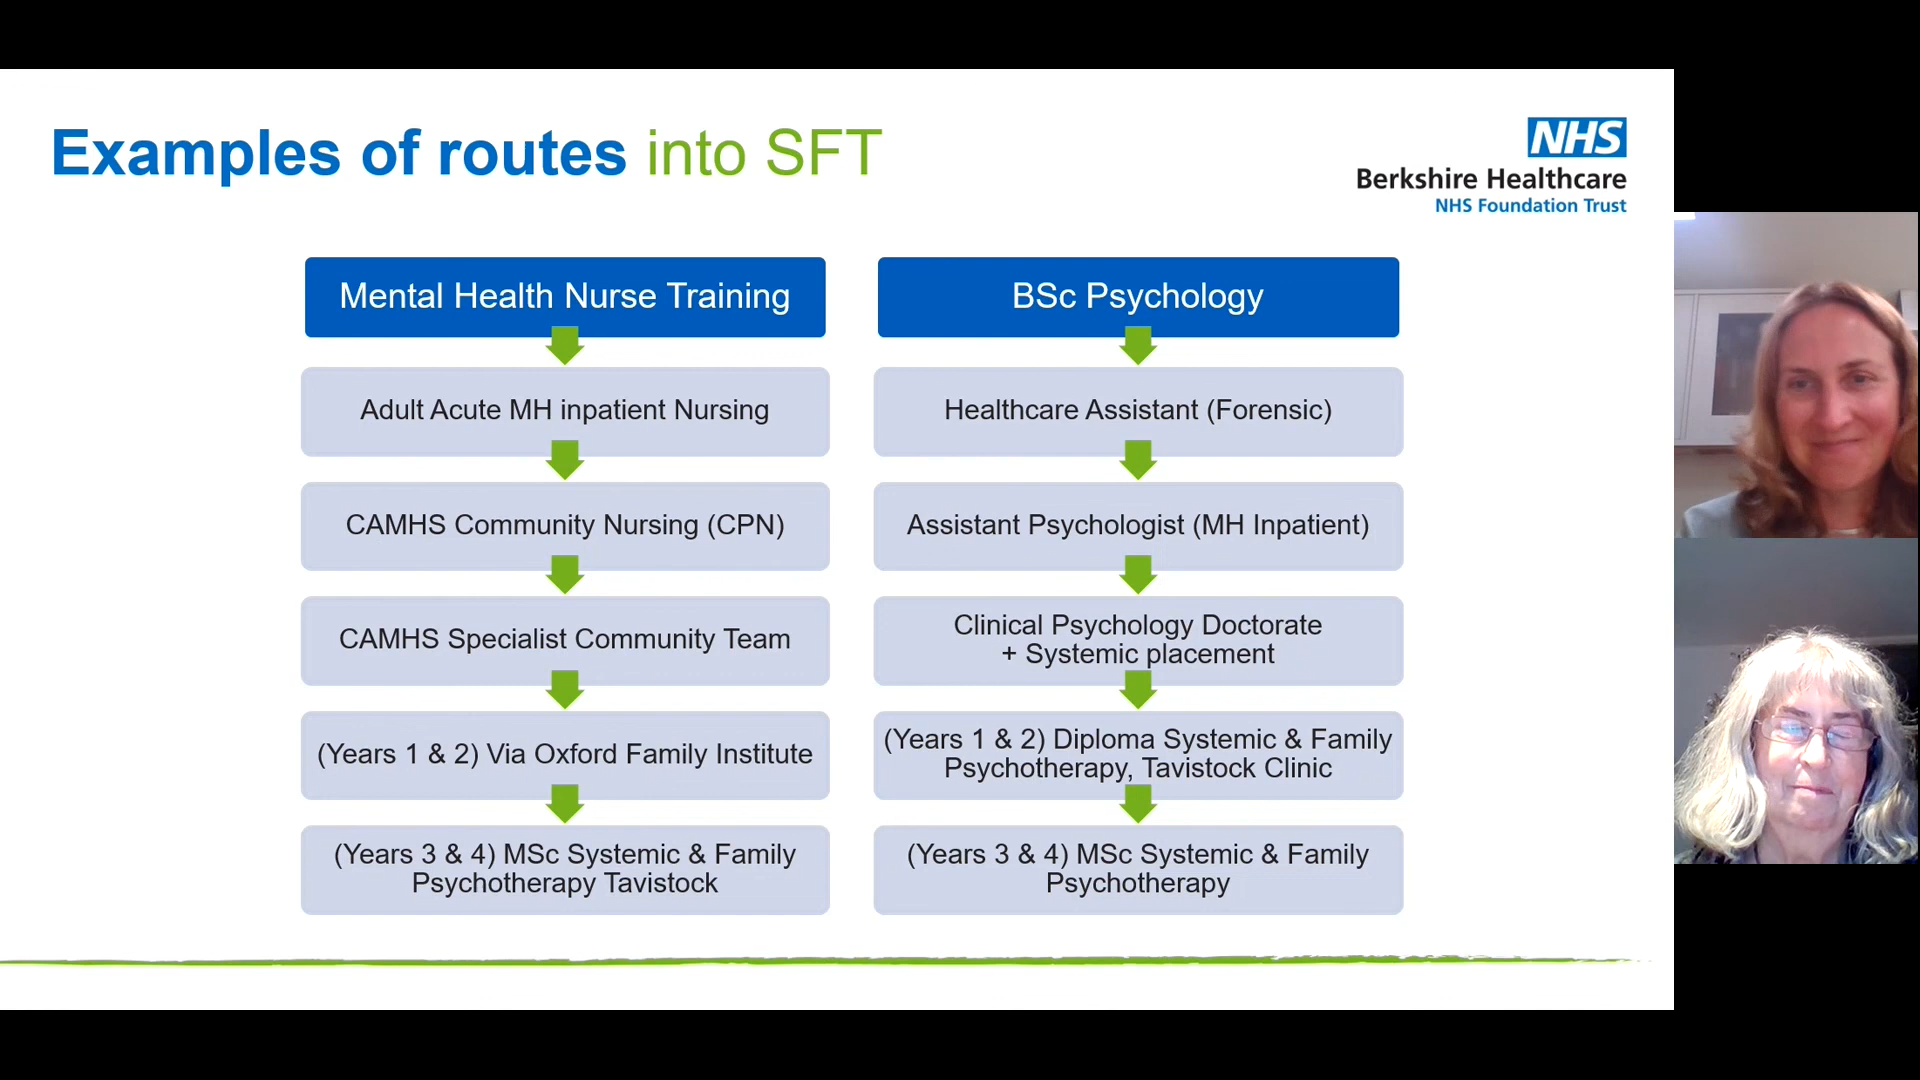 Examples of routes into SFT
NHS
Berkshire Healthcare
NHS Foundation Trust
Mental Health Nurse Training
Adult Acute MH inpatient Nursing
CAMHS Community Nursing (CPN)
CAMHS Specialist Community Team
(Years 1 & 2) Via Oxford Family Institute
(Years 3 & 4) MSc Systemic & Family
Psychotherapy Tavistock
BSc Psychology
Healthcare Assistant (Forensic)
Assistant Psychologist (MH Inpatient)
Clinical Psychology Doctorate
+ Systemic placement
(Years 1 & 2) Diploma Systemic & Family
Psychotherapy, Tavistock Clinic
(Years 3 & 4) MSc Systemic & Family
Psychotherapy